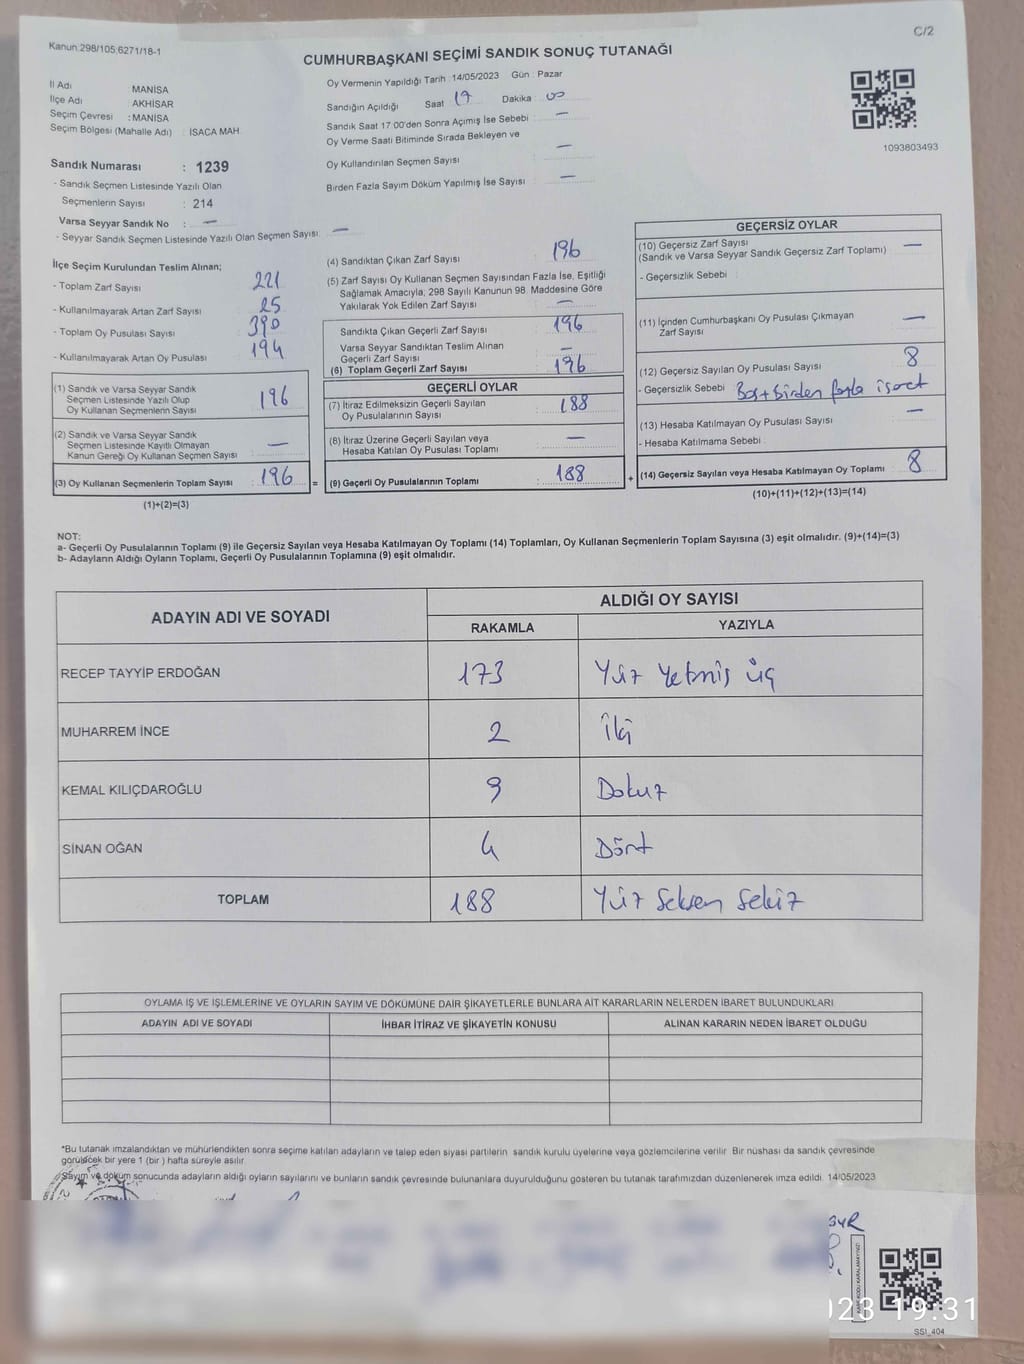 Kanun:298/105;6271/18-1
C/2
CUMHURBAŞKANI SEÇİMİ SANDIK SONUÇ TUTANAĞI
İl Adı : MANİSA
İlçe Adı : AKHİSAR
Seçim Çevresi : MANİSA
Seçim Bölgesi (Mahalle Adı) : ISACA MAH.
Oy Vermenin Yapıldığı Tarih : 14/05/2023 Gün : Pazar
Sandığın Açıldığı Saat 17 Dakika 00
Sandık Saat 17:00'den Sonra Açımış İse Sebebi : —
Oy Verme Saati Bitiminde Sırada Bekleyen ve
Oy Kullandırılan Seçmen Sayısı : —
Birden Fazla Sayım Döküm Yapılmış İse Sayısı : —
1093803493
Sandık Numarası : 1239
- Sandık Seçmen Listesinde Yazılı Olan
Seçmenlerin Sayısı : 214
Varsa Seyyar Sandık No : —
- Seyyar Sandık Seçmen Listesinde Yazılı Olan Seçmen Sayısı: —
İlçe Seçim Kurulundan Teslim Alınan;
- Toplam Zarf Sayısı 221
- Kullanılmayarak Artan Zarf Sayısı 25
- Toplam Oy Pusulası Sayısı 390
- Kullanılmayarak Artan Oy Pusulası 194
(1) Sandık ve Varsa Seyyar Sandık
Seçmen Listesinde Yazılı Olup
Oy Kullanan Seçmenlerin Sayısı : 196
(2) Sandık ve Varsa Seyyar Sandık
Seçmen Listesinde Kayıtlı Olmayan
Kanun Gereği Oy Kullanan Seçmen Sayısı : —
(3) Oy Kullanan Seçmenlerin Toplam Sayısı : 196 =
(1)+(2)=(3)
(4) Sandıktan Çıkan Zarf Sayısı 196
(5) Zarf Sayısı Oy Kullanan Seçmen Sayısından Fazla İse, Eşitliği
Sağlamak Amacıyla, 298 Sayılı Kanunun 98. Maddesine Göre
Yakılarak Yok Edilen Zarf Sayısı : —
Sandıkta Çıkan Geçerli Zarf Sayısı : 196
Varsa Seyyar Sandıktan Teslim Alınan
Geçerli Zarf Sayısı : —
(6) Toplam Geçerli Zarf Sayısı : 196
GEÇERLİ OYLAR
(7) İtiraz Edilmeksizin Geçerli Sayılan
Oy Pusulalarının Sayısı : 188
(8) İtiraz Üzerine Geçerli Sayılan veya
Hesaba Katılan Oy Pusulası Toplamı : —
(9) Geçerli Oy Pusulalarının Toplamı : 188 +
GEÇERSİZ OYLAR
(10) Geçersiz Zarf Sayısı
(Sandık ve Varsa Seyyar Sandık Geçersiz Zarf Toplamı) : —
- Geçersizlik Sebebi :
(11) İçinden Cumhurbaşkanı Oy Pusulası Çıkmayan
Zarf Sayısı : —
(12) Geçersiz Sayılan Oy Pusulası Sayısı : 8
- Geçersizlik Sebebi : Boş+Birden fazla işaret
(13) Hesaba Katılmayan Oy Pusulası Sayısı : —
- Hesaba Katılmama Sebebi :
(14) Geçersiz Sayılan veya Hesaba Katılmayan Oy Toplamı : 8
(10)+(11)+(12)+(13)=(14)
NOT:
a- Geçerli Oy Pusulalarının Toplamı (9) ile Geçersiz Sayılan veya Hesaba Katılmayan Oy Toplamı (14) Toplamları, Oy Kullanan Seçmenlerin Toplam Sayısına (3) eşit olmalıdır. (9)+(14)=(3)
b- Adayların Aldığı Oyların Toplamı, Geçerli Oy Pusulalarının Toplamına (9) eşit olmalıdır.
ADAYIN ADI VE SOYADI
ALDIĞI OY SAYISI
RAKAMLA YAZIYLA
RECEP TAYYİP ERDOĞAN 173 Yüz Yetmiş üç
MUHARREM İNCE 2 İki
KEMAL KILIÇDAROĞLU 9 Dokuz
SİNAN OĞAN 4 Dört
TOPLAM 188 Yüz Seksen Sekiz
OYLAMA İŞ VE İŞLEMLERİNE VE OYLARIN SAYIM VE DÖKÜMÜNE DAİR ŞİKAYETLERLE BUNLARA AİT KARARLARIN NELERDEN İBARET BULUNDUKLARI
ADAYIN ADI VE SOYADI İHBAR İTİRAZ VE ŞİKAYETİN KONUSU ALINAN KARARIN NEDEN İBARET OLDUĞU
*Bu tutanak imzalandıktan ve mühürlendikten sonra seçime katılan adayların ve talep eden siyasi partilerin sandık kurulu üyelerine veya gözlemcilerine verilir. Bir nüshası da sandık çevresinde
görülecek bir yere 1 (bir ) hafta süreyle asılır.
Sayım ve döküm sonucunda adayların aldığı oyların sayılarını ve bunların sandık çevresinde bulunanlara duyurulduğunu gösteren bu tutanak tarafımızdan düzenlenerek imza edildi. 14/05/2023
023 19:31
SS1_404